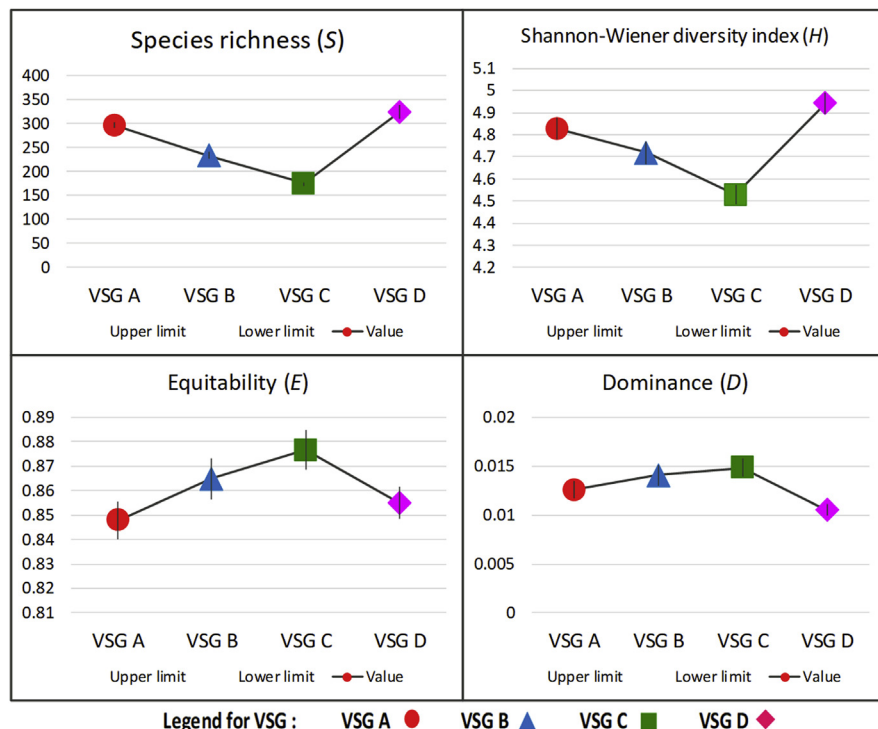 Species richness (S)
400
350
300
250
200
150
100
50
0
VSG A VSG B VSG C VSG D
Upper limit Lower limit Value
Shannon-Wiener diversity index (H)
5.1
5
4.9
4.8
4.7
4.6
4.5
4.4
4.3
4.2
VSG A VSG B VSG C VSG D
Upper limit Lower limit Value
Equitability (E)
0.89
0.88
0.87
0.86
0.85
0.84
0.83
0.82
0.81
VSG A VSG B VSG C VSG D
Upper limit Lower limit Value
Dominance (D)
0.02
0.015
0.01
0.005
0
VSG A VSG B VSG C VSG D
Upper limit Lower limit Value
Legend for VSG : VSG A VSG B VSG C VSG D